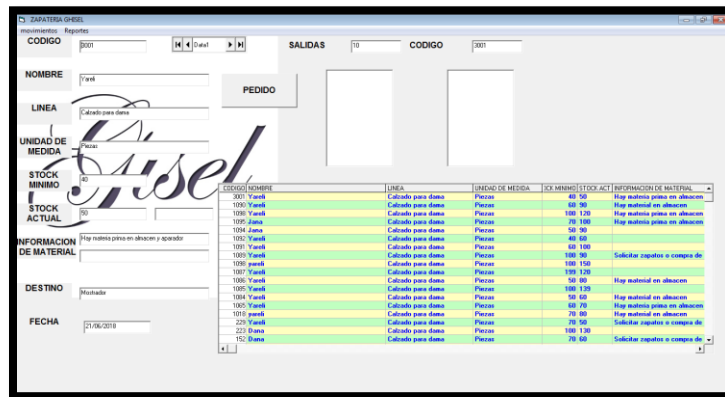 ZAPATERIA GHISEL
movimientos Reportes
CODIGO 3001 Data1 SALIDAS 10 CODIGO 3001
NOMBRE Yareli
PEDIDO
LINEA Calzado para dama
UNIDAD DE MEDIDA Piezas
STOCK MINIMO 40
STOCK ACTUAL 50
INFORMACION DE MATERIAL Hay materia prima en almacen y aparador
DESTINO Mostrador
FECHA 21/06/2018
Gisel
CODIGO NOMBRE LINEA UNIDAD DE MEDIDA OCK MINIMO STOCK ACT INFORMACION DE MATERIAL
3001 Yareli Calzado para dama Piezas 40 50 Hay materia prima en almacen
1090 Yareli Calzado para dama Piezas 60 90 Hay material en almacen
1098 Yareli Calzado para dama Piezas 100 120 Hay materia prima en almacen
1095 Jana Calzado para dama Piezas 70 100 Hay materia prima en almacen
1094 Jana Calzado para dama Piezas 50 90
1092 Yareli Calzado para dama Piezas 40 60
1091 Yareli Calzado para dama Piezas 60 100
1089 Yareli Calzado para dama Piezas 100 90 Solicitar zapatos o compra de
1098 yareli Calzado para dama Piezas 100 150
1087 Yareli Calzado para dama Piezas 199 120
1086 Yareli Calzado para dama Piezas 50 80 Hay material en almacen
1085 Yareli Calzado para dama Piezas 100 139
1084 Yareli Calzado para dama Piezas 50 60 Hay material en almacen
1065 Yareli Calzado para dama Piezas 60 70 Hay materia prima en almacen
1018 yareli Calzado para dama Piezas 70 80 Hay material en almacen
229 Yareli Calzado para dama Piezas 70 50 Solicitar zapatos o compra de
223 Dana Calzado para dama Piezas 100 130
152 Dana Calzado para dama Piezas 70 60 Solicitar zapatos o compra de